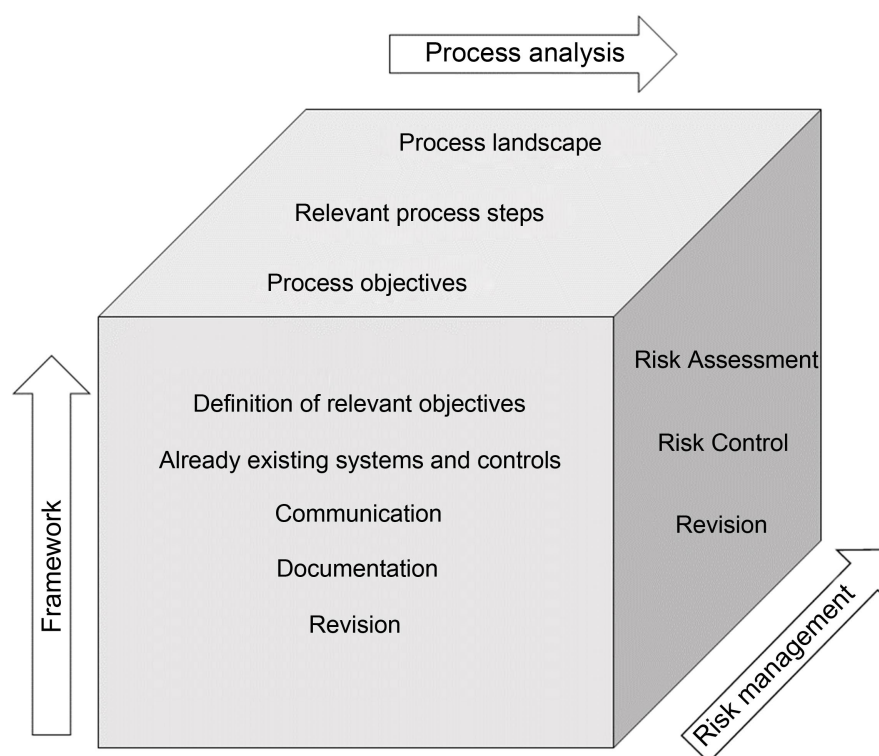 Process analysis
Process landscape
Relevant process steps
Process objectives
Framework
Definition of relevant objectives
Already existing systems and controls
Communication
Documentation
Revision
Risk Assessment
Risk Control
Revision
Risk management